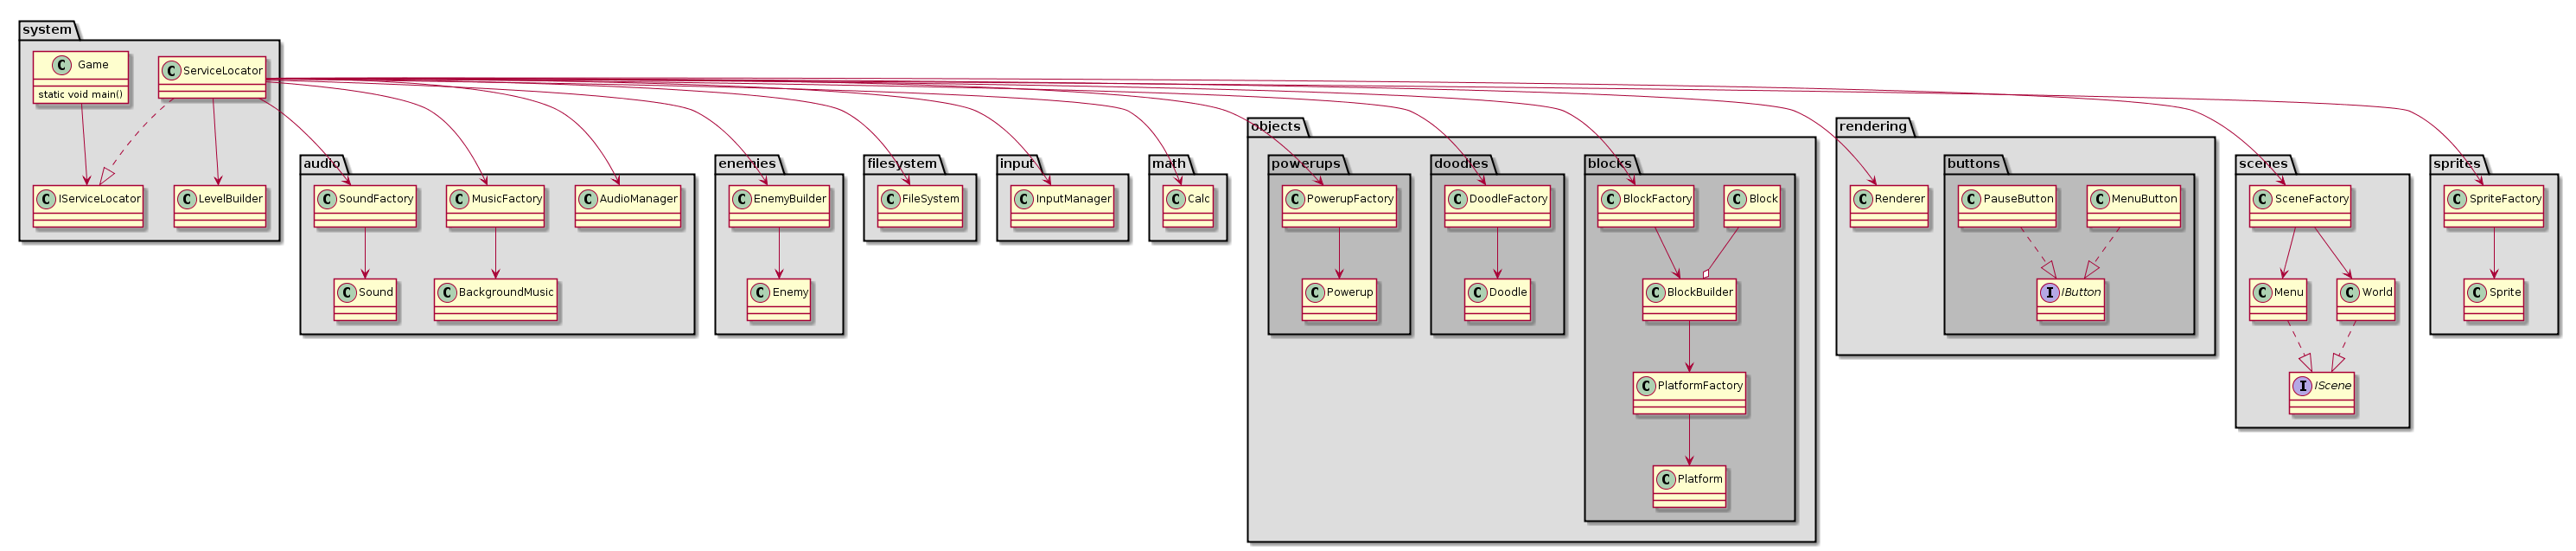 system
C Game
static void main()
C ServiceLocator
C IServiceLocator
C LevelBuilder
audio
C SoundFactory
C MusicFactory
C AudioManager
C Sound
C BackgroundMusic
enemies
C EnemyBuilder
C Enemy
filesystem
C FileSystem
input
C InputManager
math
C Calc
objects
powerups
C PowerupFactory
C Powerup
doodles
C DoodleFactory
C Doodle
blocks
C BlockFactory
C Block
C BlockBuilder
C PlatformFactory
C Platform
rendering
C Renderer
buttons
C PauseButton
C MenuButton
I IButton
scenes
C SceneFactory
C Menu
C World
I IScene
sprites
C SpriteFactory
C Sprite